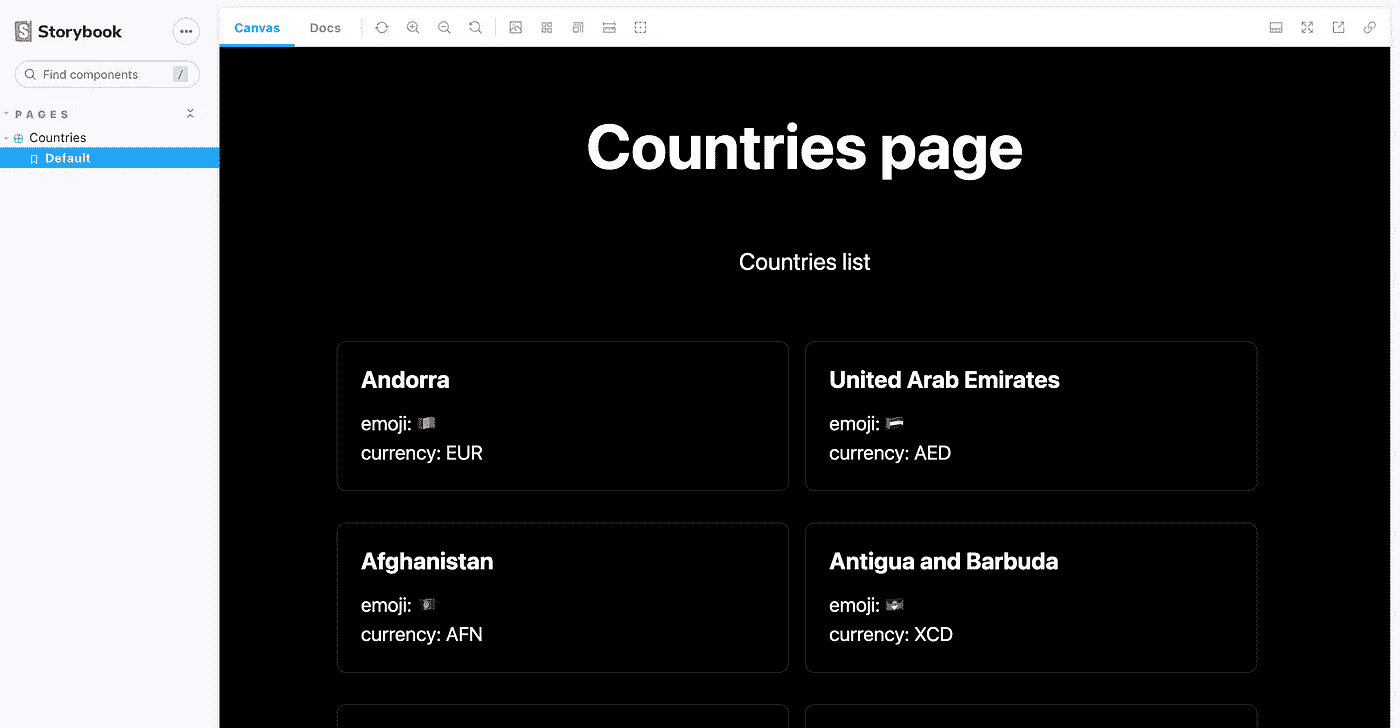 Storybook
Find components /
PAGES
Countries
Default
Canvas Docs
Countries page
Countries list
Andorra
emoji: 🇦🇩
currency: EUR
United Arab Emirates
emoji: 🇦🇪
currency: AED
Afghanistan
emoji: 🇦🇫
currency: AFN
Antigua and Barbuda
emoji: 🇦🇬
currency: XCD